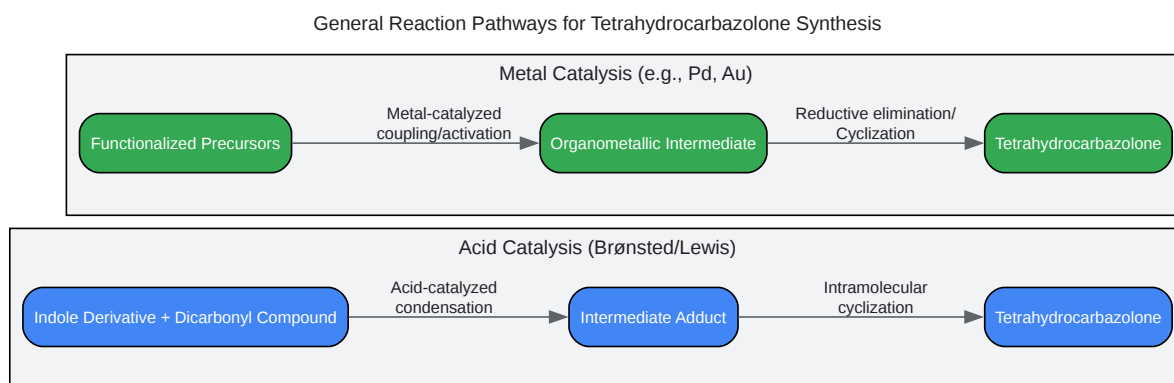 General Reaction Pathways for Tetrahydrocarbazolone Synthesis
Metal Catalysis (e.g., Pd, Au)
Functionalized Precursors
Metal-catalyzed
coupling/activation
Organometallic Intermediate
Reductive elimination/
Cyclization
Tetrahydrocarbazolone
Acid Catalysis (Brønsted/Lewis)
Indole Derivative + Dicarbonyl Compound
Acid-catalyzed
condensation
Intermediate Adduct
Intramolecular
cyclization
Tetrahydrocarbazolone